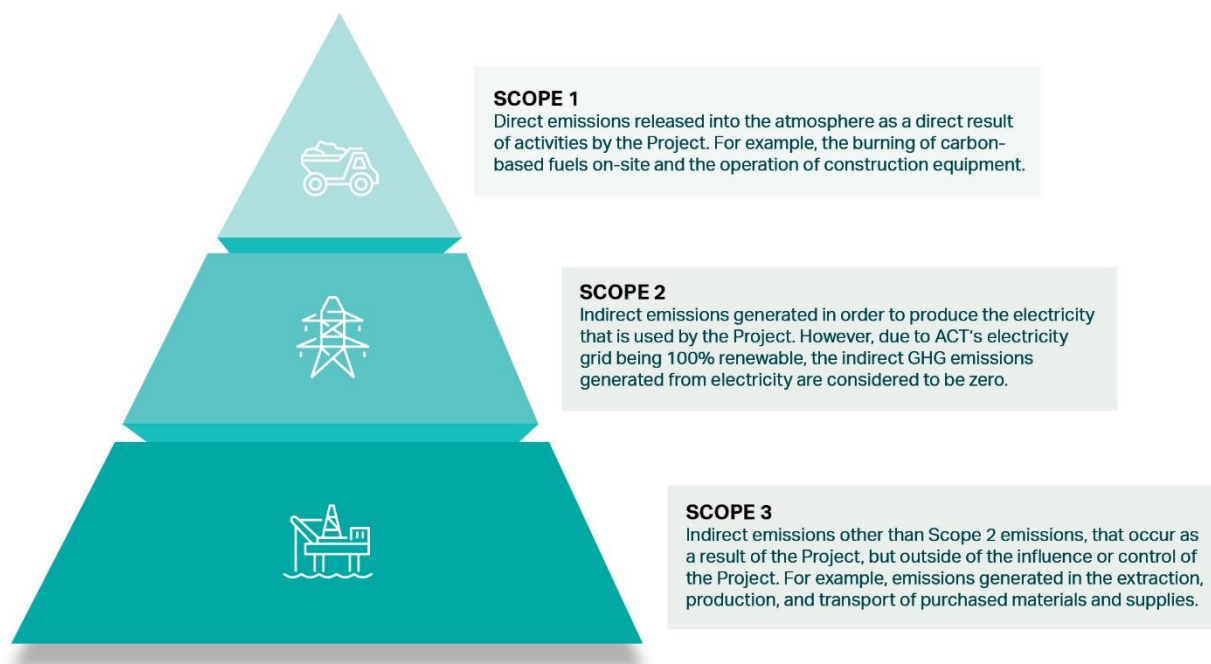 SCOPE 1
Direct emissions released into the atmosphere as a direct result
of activities by the Project. For example, the burning of carbon-
based fuels on-site and the operation of construction equipment.
SCOPE 2
Indirect emissions generated in order to produce the electricity
that is used by the Project. However, due to ACT's electricity
grid being 100% renewable, the indirect GHG emissions
generated from electricity are considered to be zero.
SCOPE 3
Indirect emissions other than Scope 2 emissions, that occur as
a result of the Project, but outside of the influence or control of
the Project. For example, emissions generated in the extraction,
production, and transport of purchased materials and supplies.